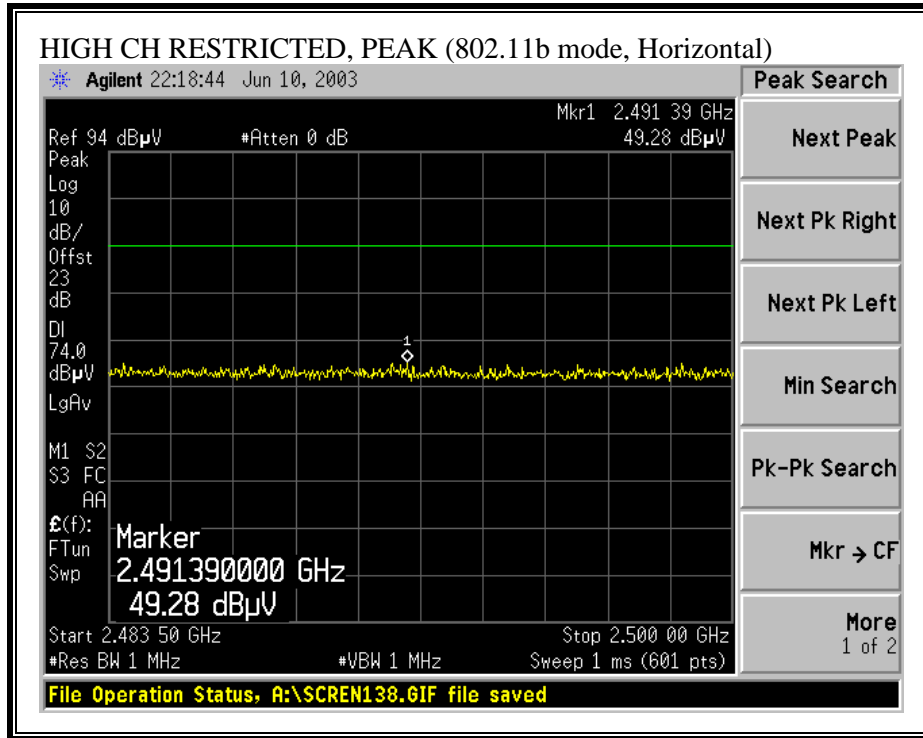 HIGH CH RESTRICTED, PEAK (802.11b mode, Horizontal)
Agilent 22:18:44 Jun 10, 2003
Peak Search
Mkr1 2.491 39 GHz
Ref 94 dBµV #Atten 0 dB 49.28 dBµV
Peak
Log
10
dB/
Offst
23
dB
DI
74.0
dBµV
LgAv
M1 S2
S3 FC
AA
£(f):
FTun
Swp
1
Marker
2.491390000 GHz
49.28 dBµV
Start 2.483 50 GHz Stop 2.500 00 GHz
#Res BW 1 MHz #VBW 1 MHz Sweep 1 ms (601 pts)
File Operation Status, A:\SCREN138.GIF file saved
Next Peak
Next Pk Right
Next Pk Left
Min Search
Pk-Pk Search
Mkr → CF
More
1 of 2